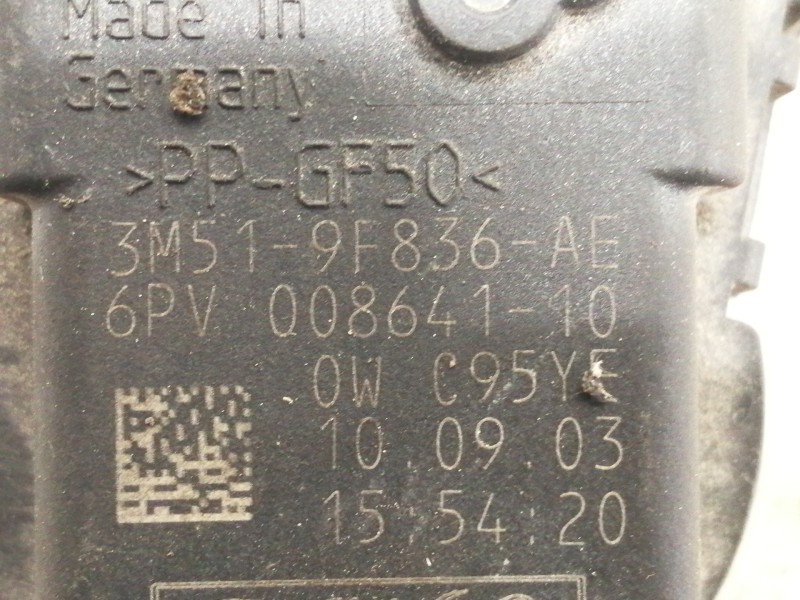 Made in
Germany
>PP-GF50<
3M51-9F836-AE
6PV 008641-10
0W C95YE
10.09.03
15:54:20